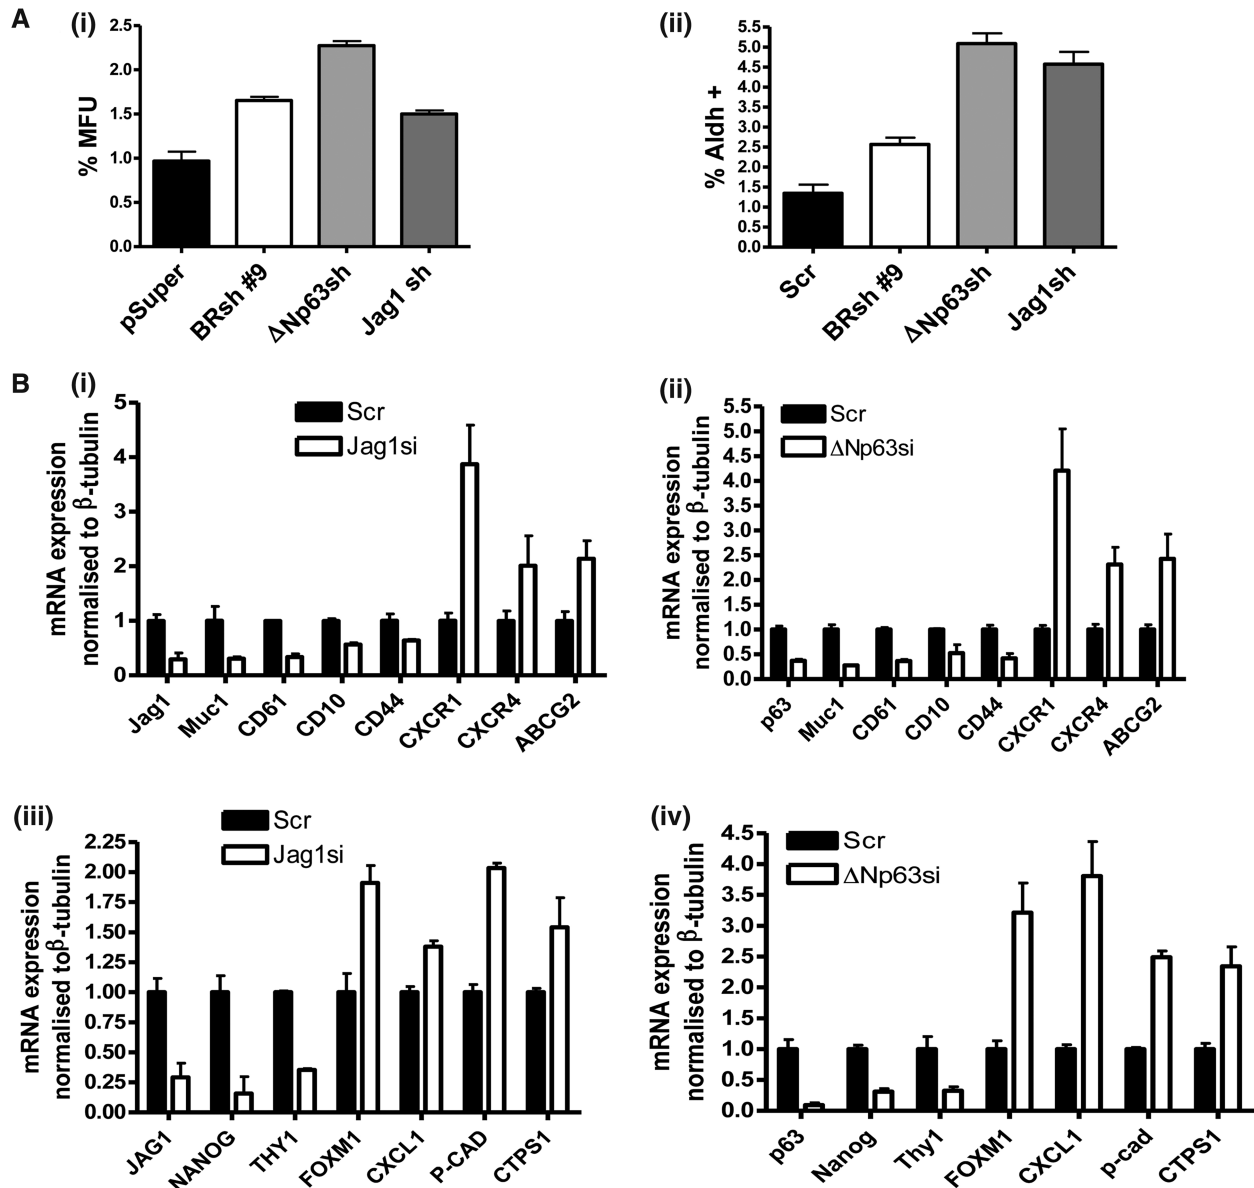 A
(i)
% MFU
2.5
2.0
1.5
1.0
0.5
0.0
pSuper
BRsh #9
ΔNp63sh
Jag1 sh
(ii)
% Aldh +
5.5
5.0
4.5
4.0
3.5
3.0
2.5
2.0
1.5
1.0
0.5
0.0
Scr
BRsh #9
ΔNp63sh
Jag1sh
B
(i)
mRNA expression
normalised to β-tubulin
5
4
3
2
1
0
Scr
Jag1si
Jag1
Muc1
CD61
CD10
CD44
CXCR1
CXCR4
ABCG2
(ii)
mRNA expression
normalised to β-tubulin
5.5
5.0
4.5
4.0
3.5
3.0
2.5
2.0
1.5
1.0
0.5
0.0
Scr
ΔNp63si
p63
Muc1
CD61
CD10
CD44
CXCR1
CXCR4
ABCG2
(iii)
mRNA expression
normalised toβ-tubulin
2.25
2.00
1.75
1.50
1.25
1.00
0.75
0.50
0.25
0.00
Scr
Jag1si
JAG1
NANOG
THY1
FOXM1
CXCL1
P-CAD
CTPS1
(iv)
mRNA expression
normalised to β-tubulin
4.5
4.0
3.5
3.0
2.5
2.0
1.5
1.0
0.5
0.0
Scr
ΔNp63si
p63
Nanog
Thy1
FOXM1
CXCL1
p-cad
CTPS1